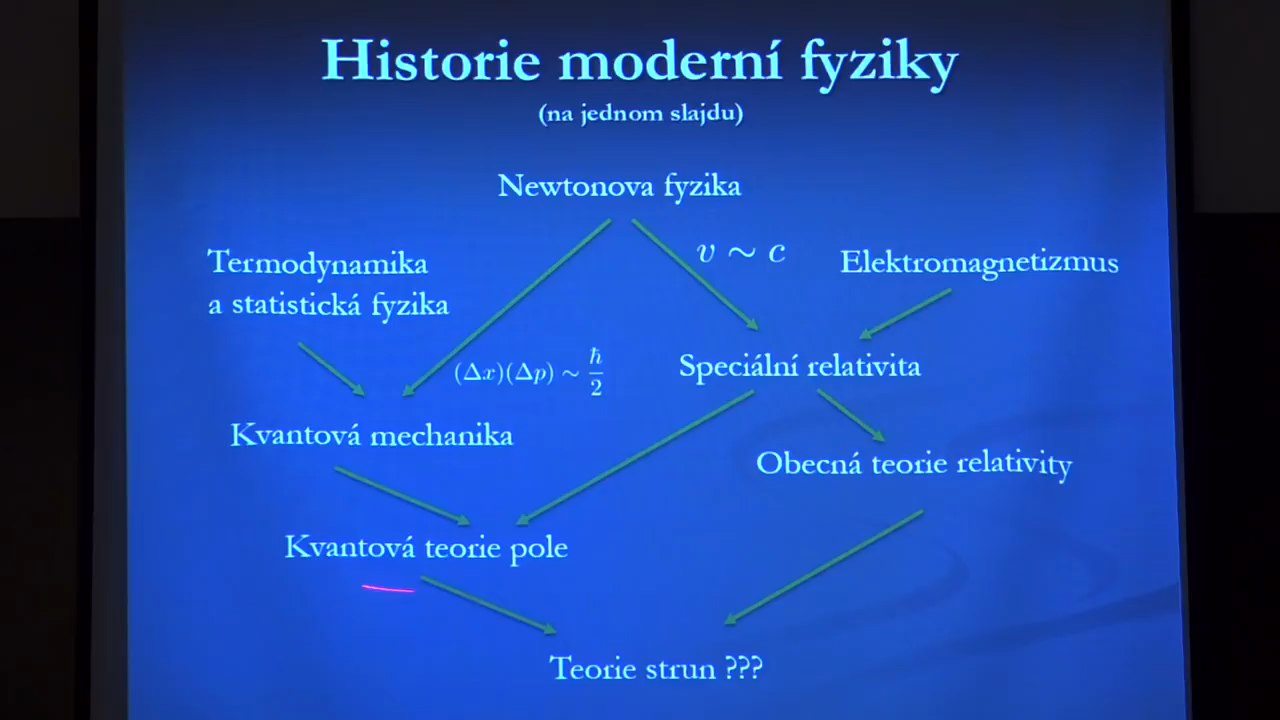 Historie moderní fyziky
(na jednom slajdu)
Newtonova fyzika
v ~ c
Termodynamika
a statistická fyzika
Elektromagnetizmus
(Δx)(Δp) ~ ℏ/2
Speciální relativita
Kvantová mechanika
Obecná teorie relativity
Kvantová teorie pole
Teorie strun ???